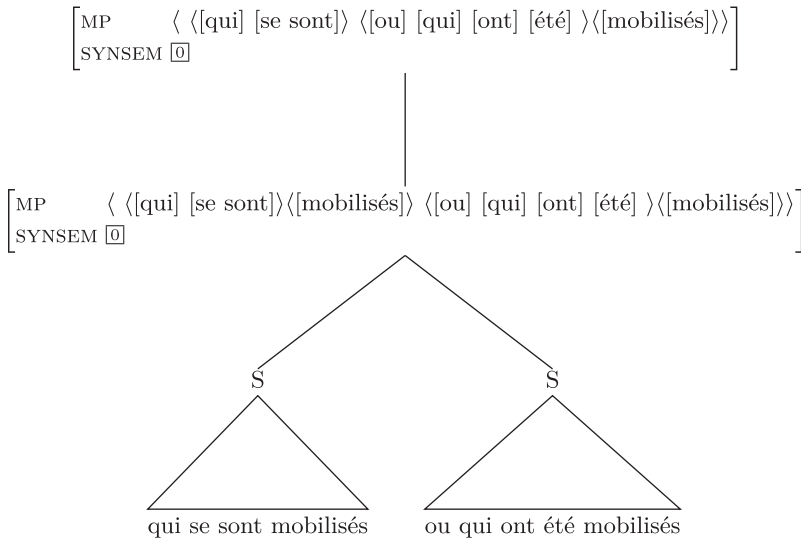 MP ⟨ ⟨[qui] [se sont]⟩ ⟨[ou] [qui] [ont] [été] ⟩⟨[mobilisés]⟩⟩
SYNSEM 0
MP ⟨ ⟨[qui] [se sont]⟩⟨[mobilisés]⟩ ⟨[ou] [qui] [ont] [été] ⟩⟨[mobilisés]⟩⟩
SYNSEM 0
S S
qui se sont mobilisés ou qui ont été mobilisés